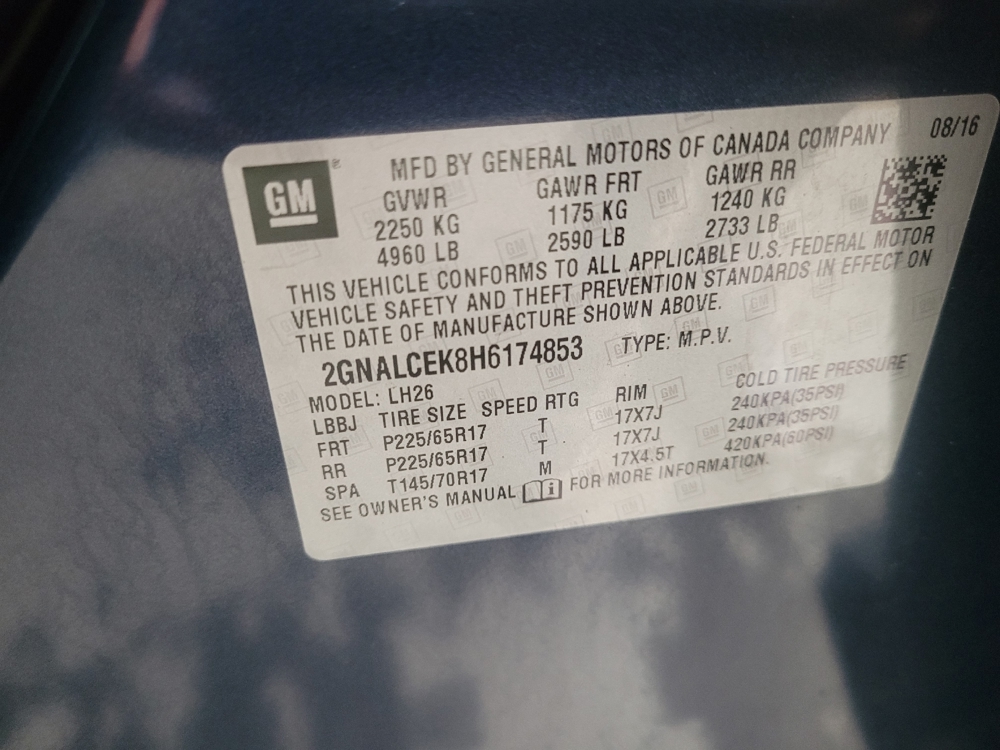 08/16
GM ® MFD BY GENERAL MOTORS OF CANADA COMPANY
GVWR GAWR FRT GAWR RR
2250 KG 1175 KG 1240 KG
4960 LB 2590 LB 2733 LB
THIS VEHICLE CONFORMS TO ALL APPLICABLE U.S. FEDERAL MOTOR
VEHICLE SAFETY AND THEFT PREVENTION STANDARDS IN EFFECT ON
THE DATE OF MANUFACTURE SHOWN ABOVE.
2GNALCEK8H6174853 TYPE: M.P.V.
MODEL: LH26
LBBJ TIRE SIZE SPEED RTG RIM COLD TIRE PRESSURE
FRT P225/65R17 T 17X7J 240KPA(35PSI)
RR P225/65R17 T 17X7J 240KPA(35PSI)
SPA T145/70R17 M 17X4.5T 420KPA(60PSI)
SEE OWNER'S MANUAL i FOR MORE INFORMATION.